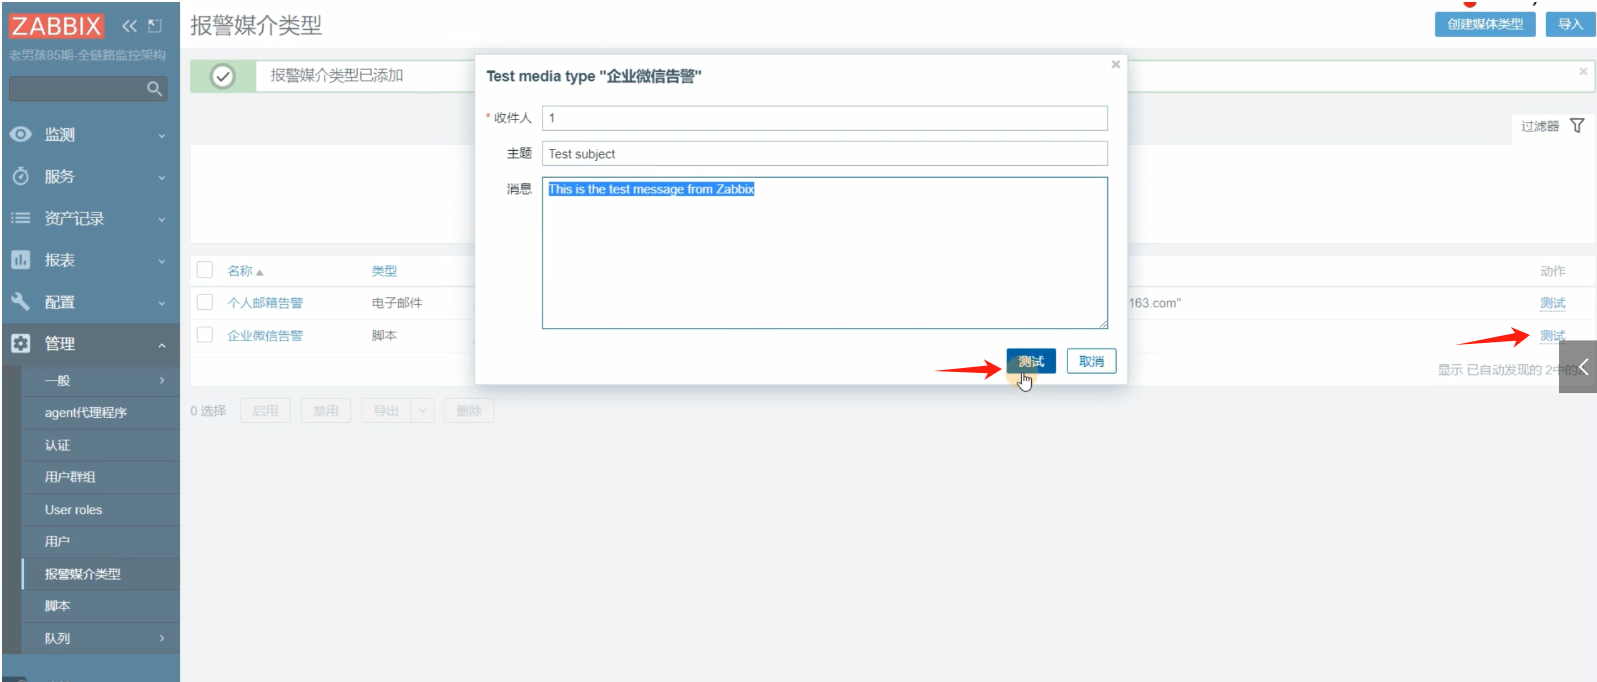 ZABBIX
老男孩85期-全链路监控架构
监测
服务
资产记录
报表
配置
管理
一般
agent代理程序
认证
用户群组
User roles
用户
报警媒介类型
脚本
队列
报警媒介类型
创建媒体类型
导入
报警媒介类型已添加
过滤器
Test media type "企业微信告警"
* 收件人 1
主题 Test subject
消息 This is the test message from Zabbix
测试 取消
名称 类型 动作
个人邮箱告警 电子邮件 163.com" 测试
企业微信告警 脚本 测试
显示 已自动发现的 2中的
0 选择 启用 禁用 导出 删除